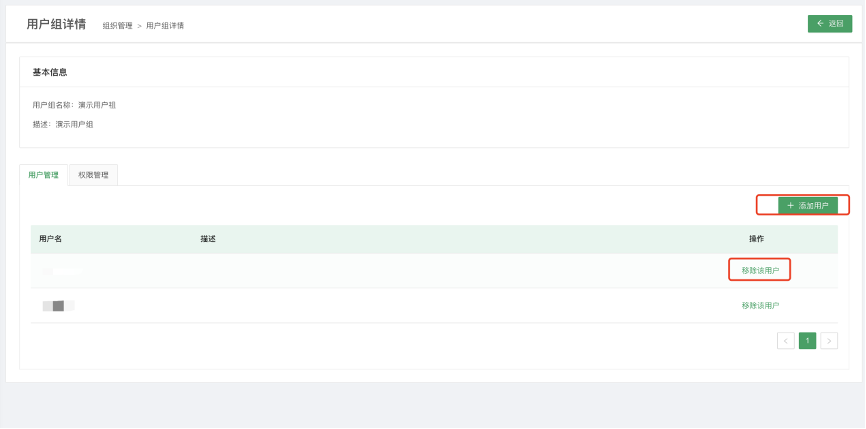 用户组详情 组织管理 > 用户组详情
← 返回
基本信息
用户组名称：演示用户组
描述：演示用户组
用户管理 权限管理
+ 添加用户
用户名 描述 操作
移除该用户
移除该用户
< 1 >